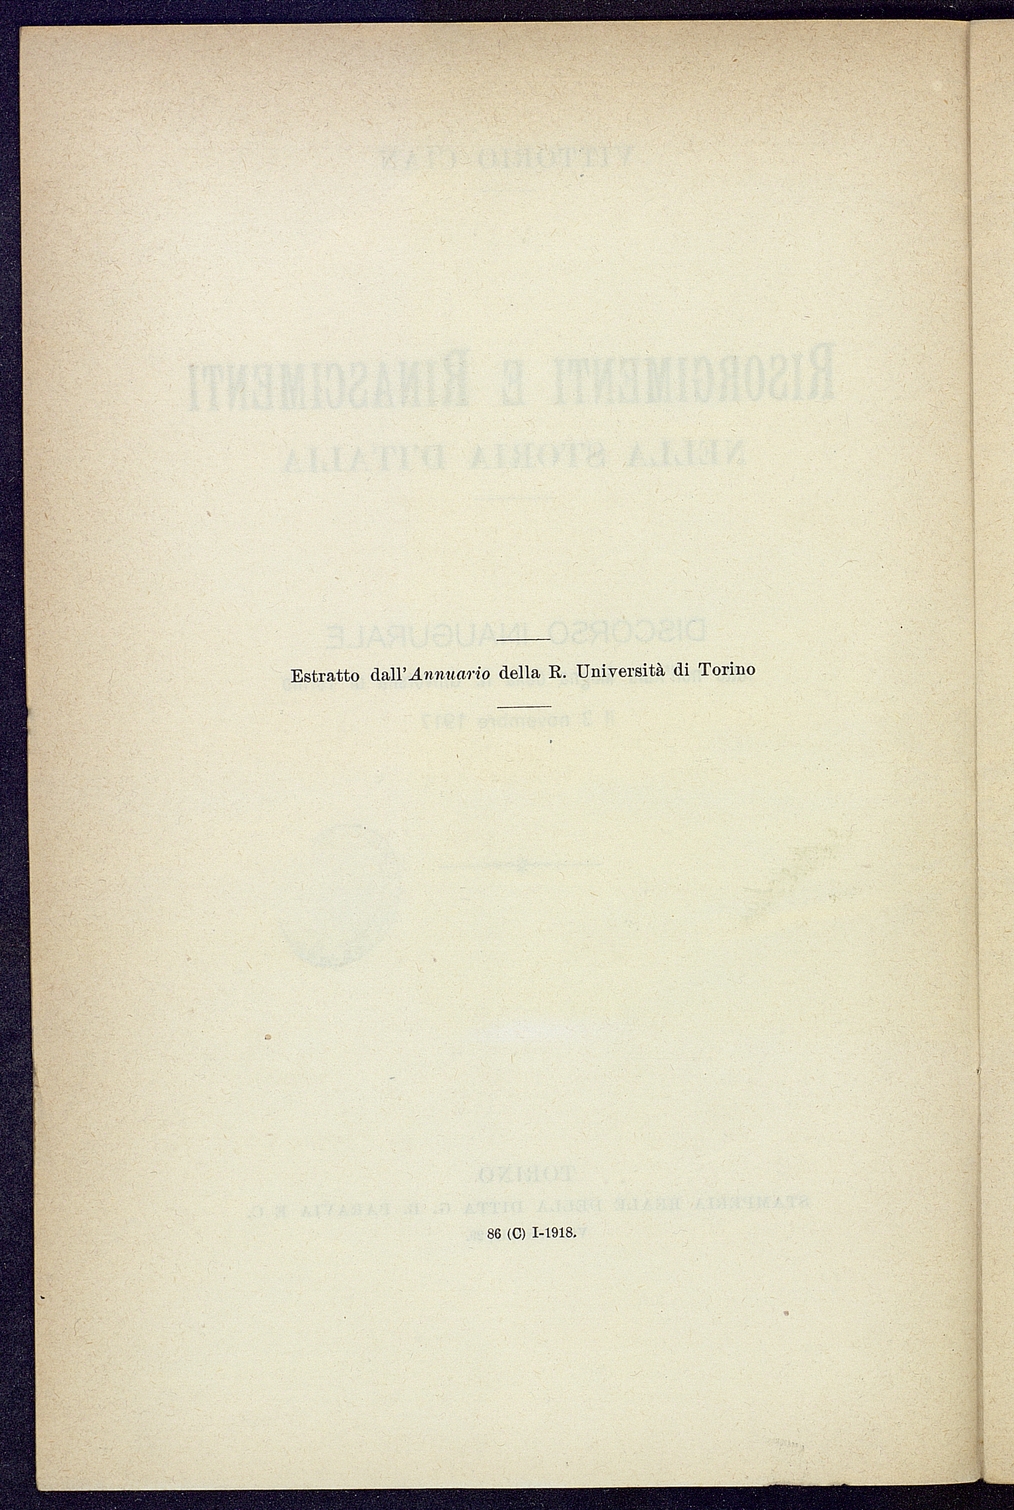 Estratto dall'Annuario della R. Università di Torino
86 (C) I-1918.